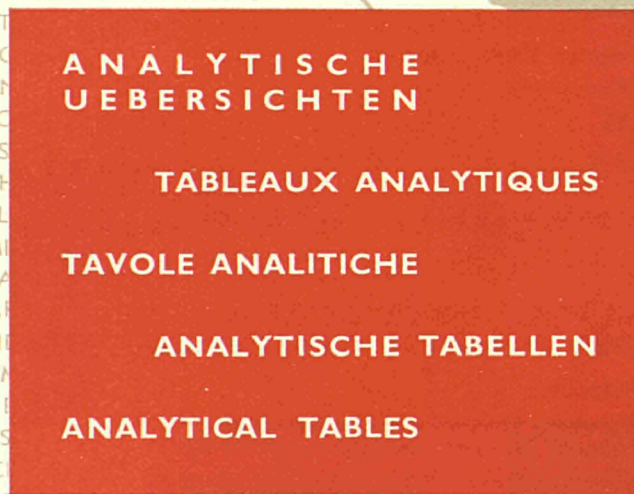 ANALYTISCHE
UEBERSICHTEN
TABLEAUX ANALYTIQUES
TAVOLE ANALITICHE
ANALYTISCHE TABELLEN
ANALYTICAL TABLES